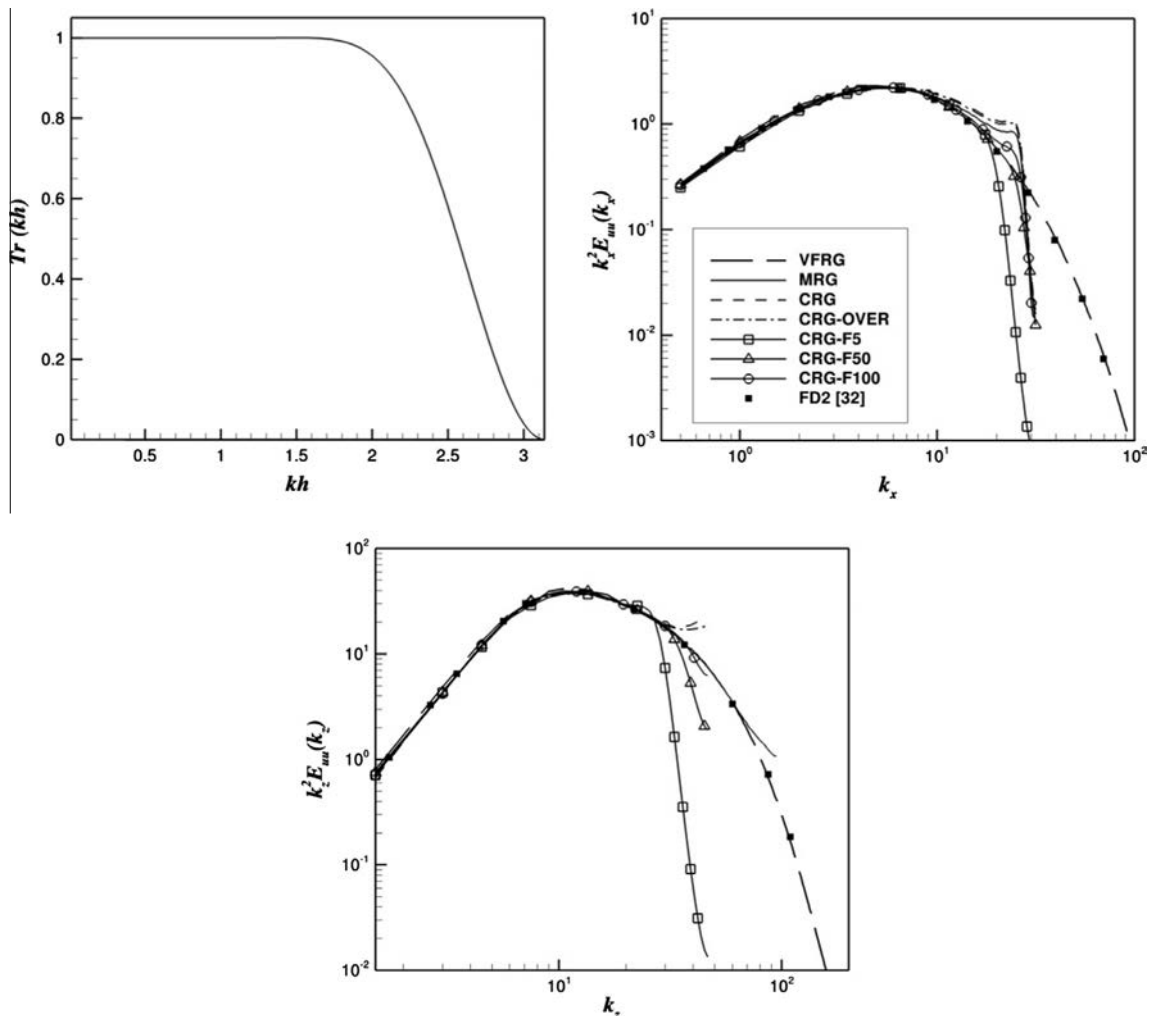 Tr (kh)
1
0.8
0.6
0.4
0.2
0
0.5
1
1.5
2
2.5
3
kh
k_x^2 E_uu(k_x)
10^1
10^0
10^-1
10^-2
10^-3
VFRG
MRG
CRG
CRG-OVER
CRG-F5
CRG-F50
CRG-F100
FD2 [32]
10^0
10^1
10^2
k_x
k_z^2 E_uu(k_z)
10^2
10^1
10^0
10^-1
10^-2
10^1
10^2
k_z